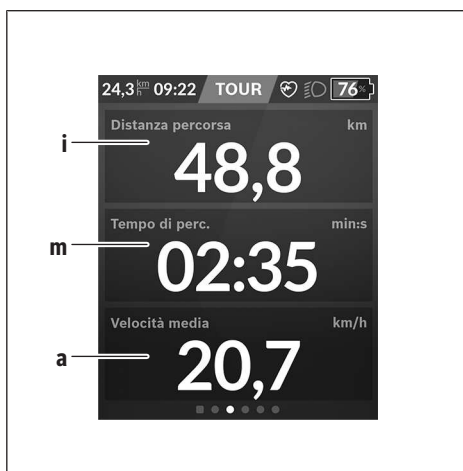 24,3 km/h 09:22 TOUR 76%
i Distanza percorsa km
48,8
m Tempo di perc. min:s
02:35
a Velocità media km/h
20,7